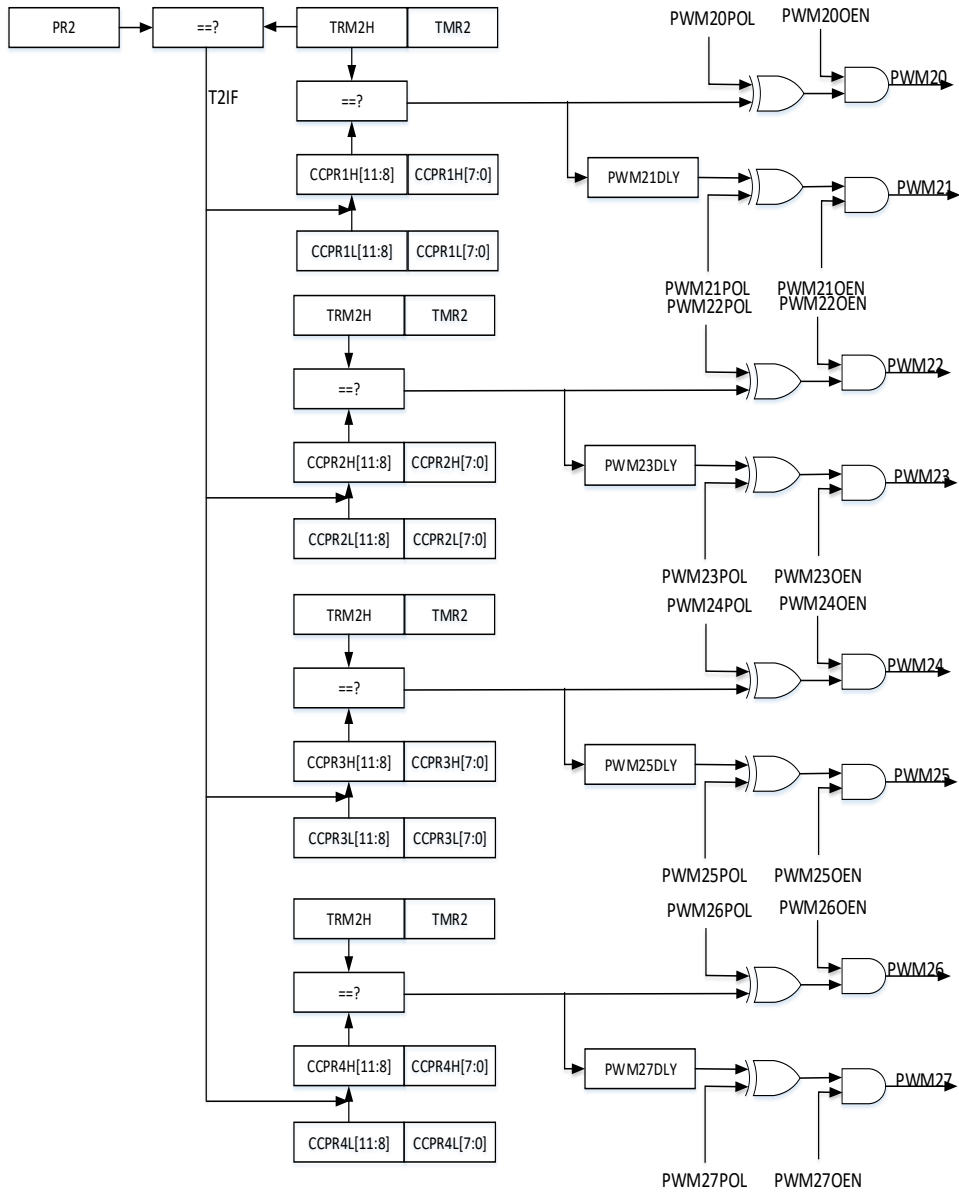 PWM20POL PWM20OEN
PR2 ==? TRM2H TMR2
PWM20
T2IF ==?
CCPR1H[11:8] CCPR1H[7:0] PWM21DLY PWM21
CCPR1L[11:8] CCPR1L[7:0]
PWM21POL PWM21OEN
PWM22POL PWM22OEN
TRM2H TMR2
PWM22
==?
CCPR2H[11:8] CCPR2H[7:0] PWM23DLY PWM23
CCPR2L[11:8] CCPR2L[7:0]
PWM23POL PWM23OEN
PWM24POL PWM24OEN
TRM2H TMR2
PWM24
==?
CCPR3H[11:8] CCPR3H[7:0] PWM25DLY PWM25
CCPR3L[11:8] CCPR3L[7:0]
PWM25POL PWM25OEN
PWM26POL PWM26OEN
TRM2H TMR2
PWM26
==?
CCPR4H[11:8] CCPR4H[7:0] PWM27DLY PWM27
CCPR4L[11:8] CCPR4L[7:0]
PWM27POL PWM27OEN